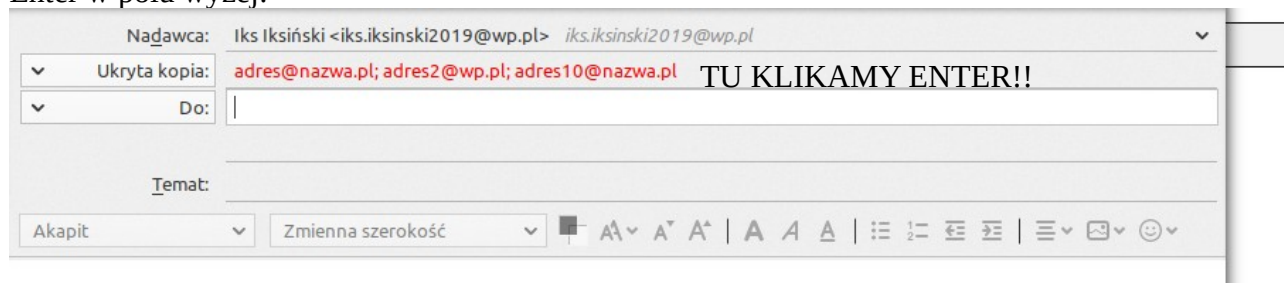 Enter w polu wyżej.
Nadawca: Iks Iksiński <iks.iksinski2019@wp.pl> iks.iksinski2019@wp.pl
Ukryta kopia: adres@nazwa.pl; adres2@wp.pl; adres10@nazwa.pl TU KLIKAMY ENTER!!
Do:
Temat:
Akapit Zmienna szerokość